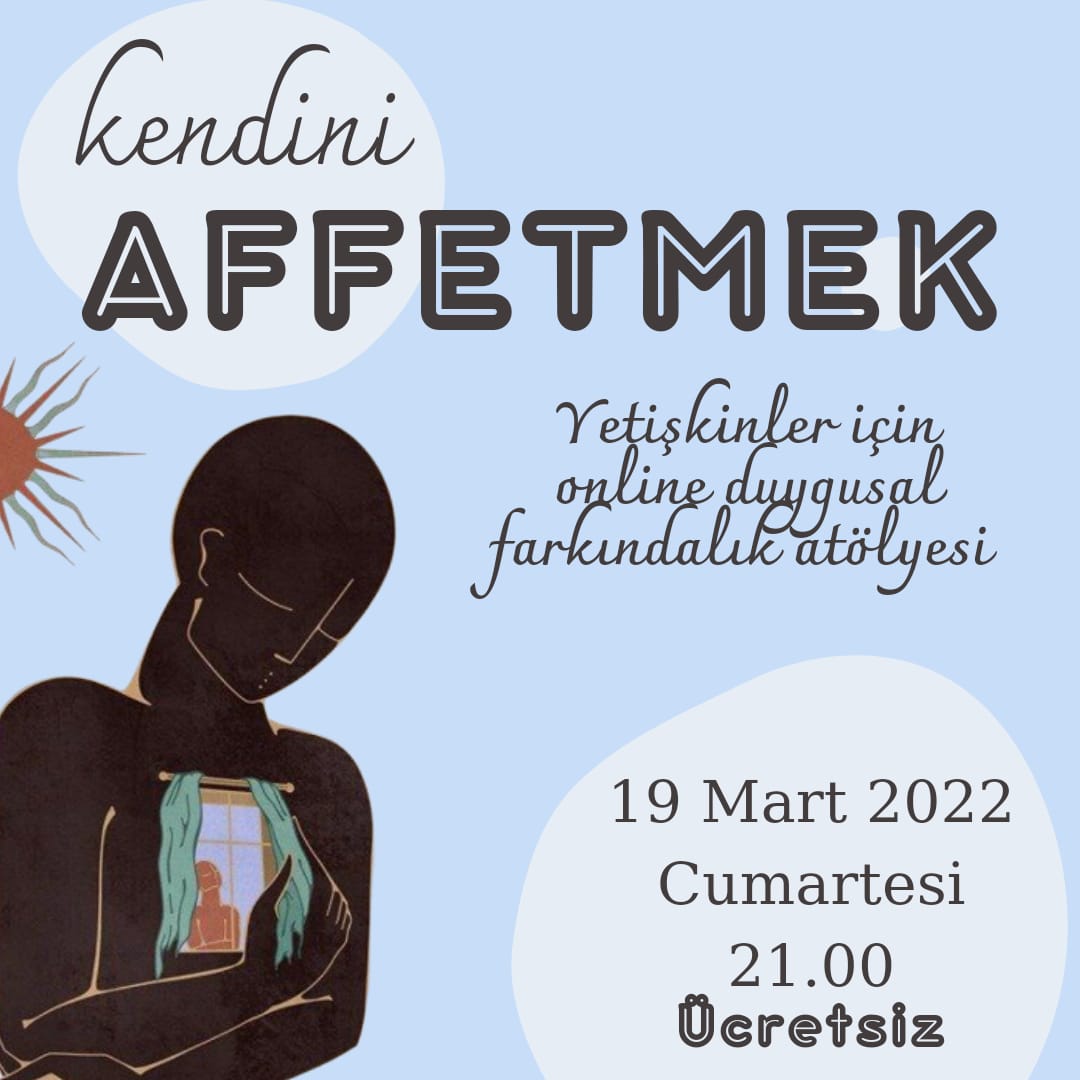 kendini
AFFETMEK
Yetişkinler için
online duygusal
farkındalık atölyesi
19 Mart 2022
Cumartesi
21.00
Ücretsiz